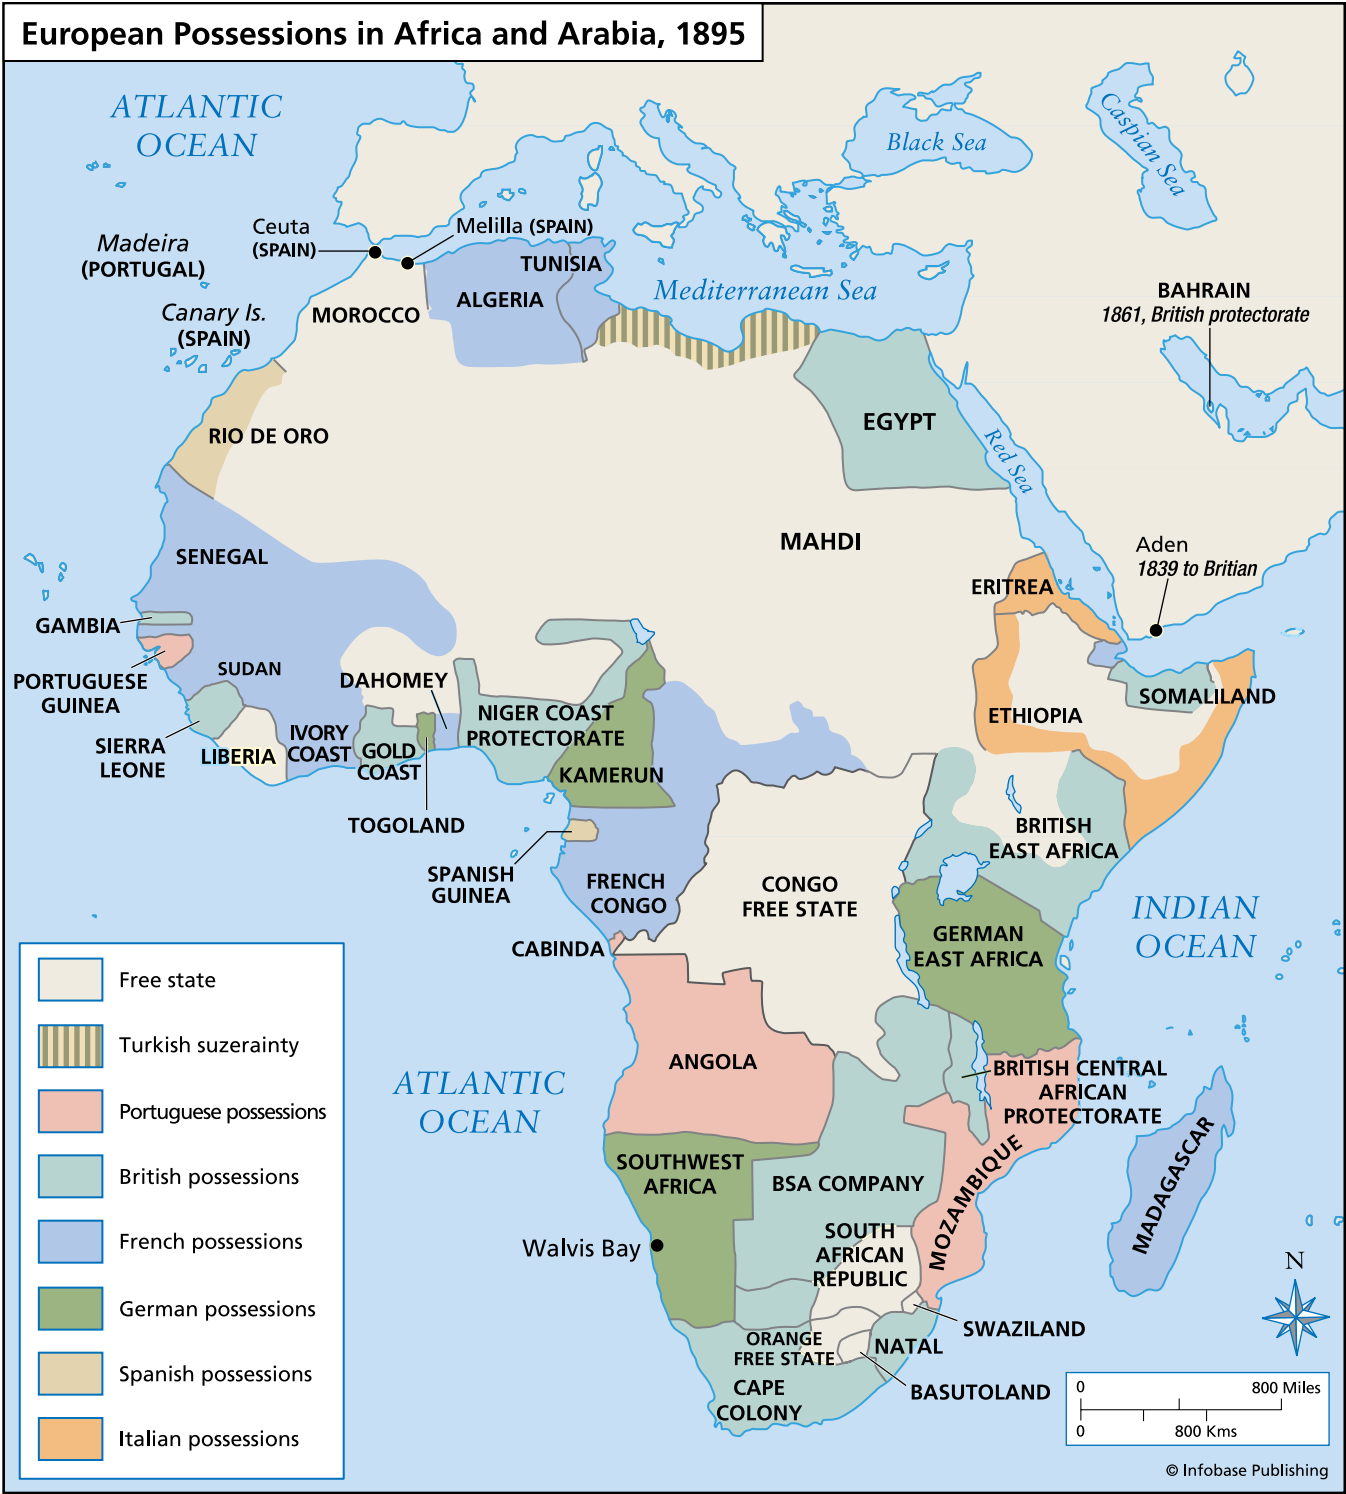 European Possessions in Africa and Arabia, 1895
ATLANTIC
OCEAN
Black Sea
Caspian Sea
Ceuta
(SPAIN)
Melilla (SPAIN)
Madeira
(PORTUGAL)
TUNISIA
ALGERIA
Mediterranean Sea
BAHRAIN
1861, British protectorate
Canary Is.
(SPAIN)
MOROCCO
EGYPT
RIO DE ORO
Red Sea
MAHDI
Aden
1839 to Britian
SENEGAL
ERITREA
GAMBIA
SUDAN
DAHOMEY
PORTUGUESE
GUINEA
SOMALILAND
NIGER COAST
PROTECTORATE
ETHIOPIA
IVORY
COAST
SIERRA
LEONE
LIBERIA
GOLD
COAST
KAMERUN
TOGOLAND
BRITISH
EAST AFRICA
SPANISH
GUINEA
FRENCH
CONGO
CONGO
FREE STATE
INDIAN
OCEAN
CABINDA
GERMAN
EAST AFRICA
ANGOLA
BRITISH CENTRAL
AFRICAN
PROTECTORATE
ATLANTIC
OCEAN
MOZAMBIQUE
MADAGASCAR
SOUTHWEST
AFRICA
BSA COMPANY
SOUTH
AFRICAN
REPUBLIC
Walvis Bay
SWAZILAND
ORANGE
FREE STATE
NATAL
BASUTOLAND
CAPE
COLONY
Free state
Turkish suzerainty
Portuguese possessions
British possessions
French possessions
German possessions
Spanish possessions
Italian possessions
N
0 800 Miles
0 800 Kms
© Infobase Publishing